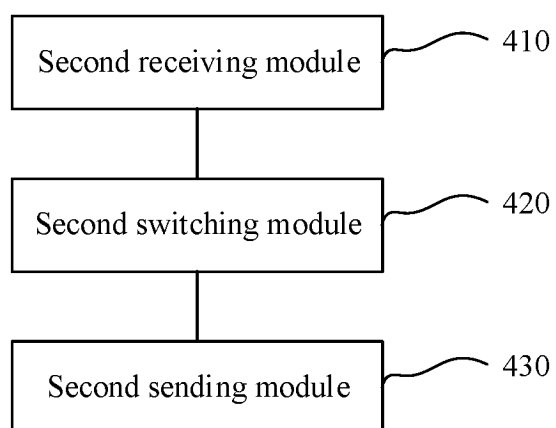 Second receiving module 410
Second switching module 420
Second sending module 430